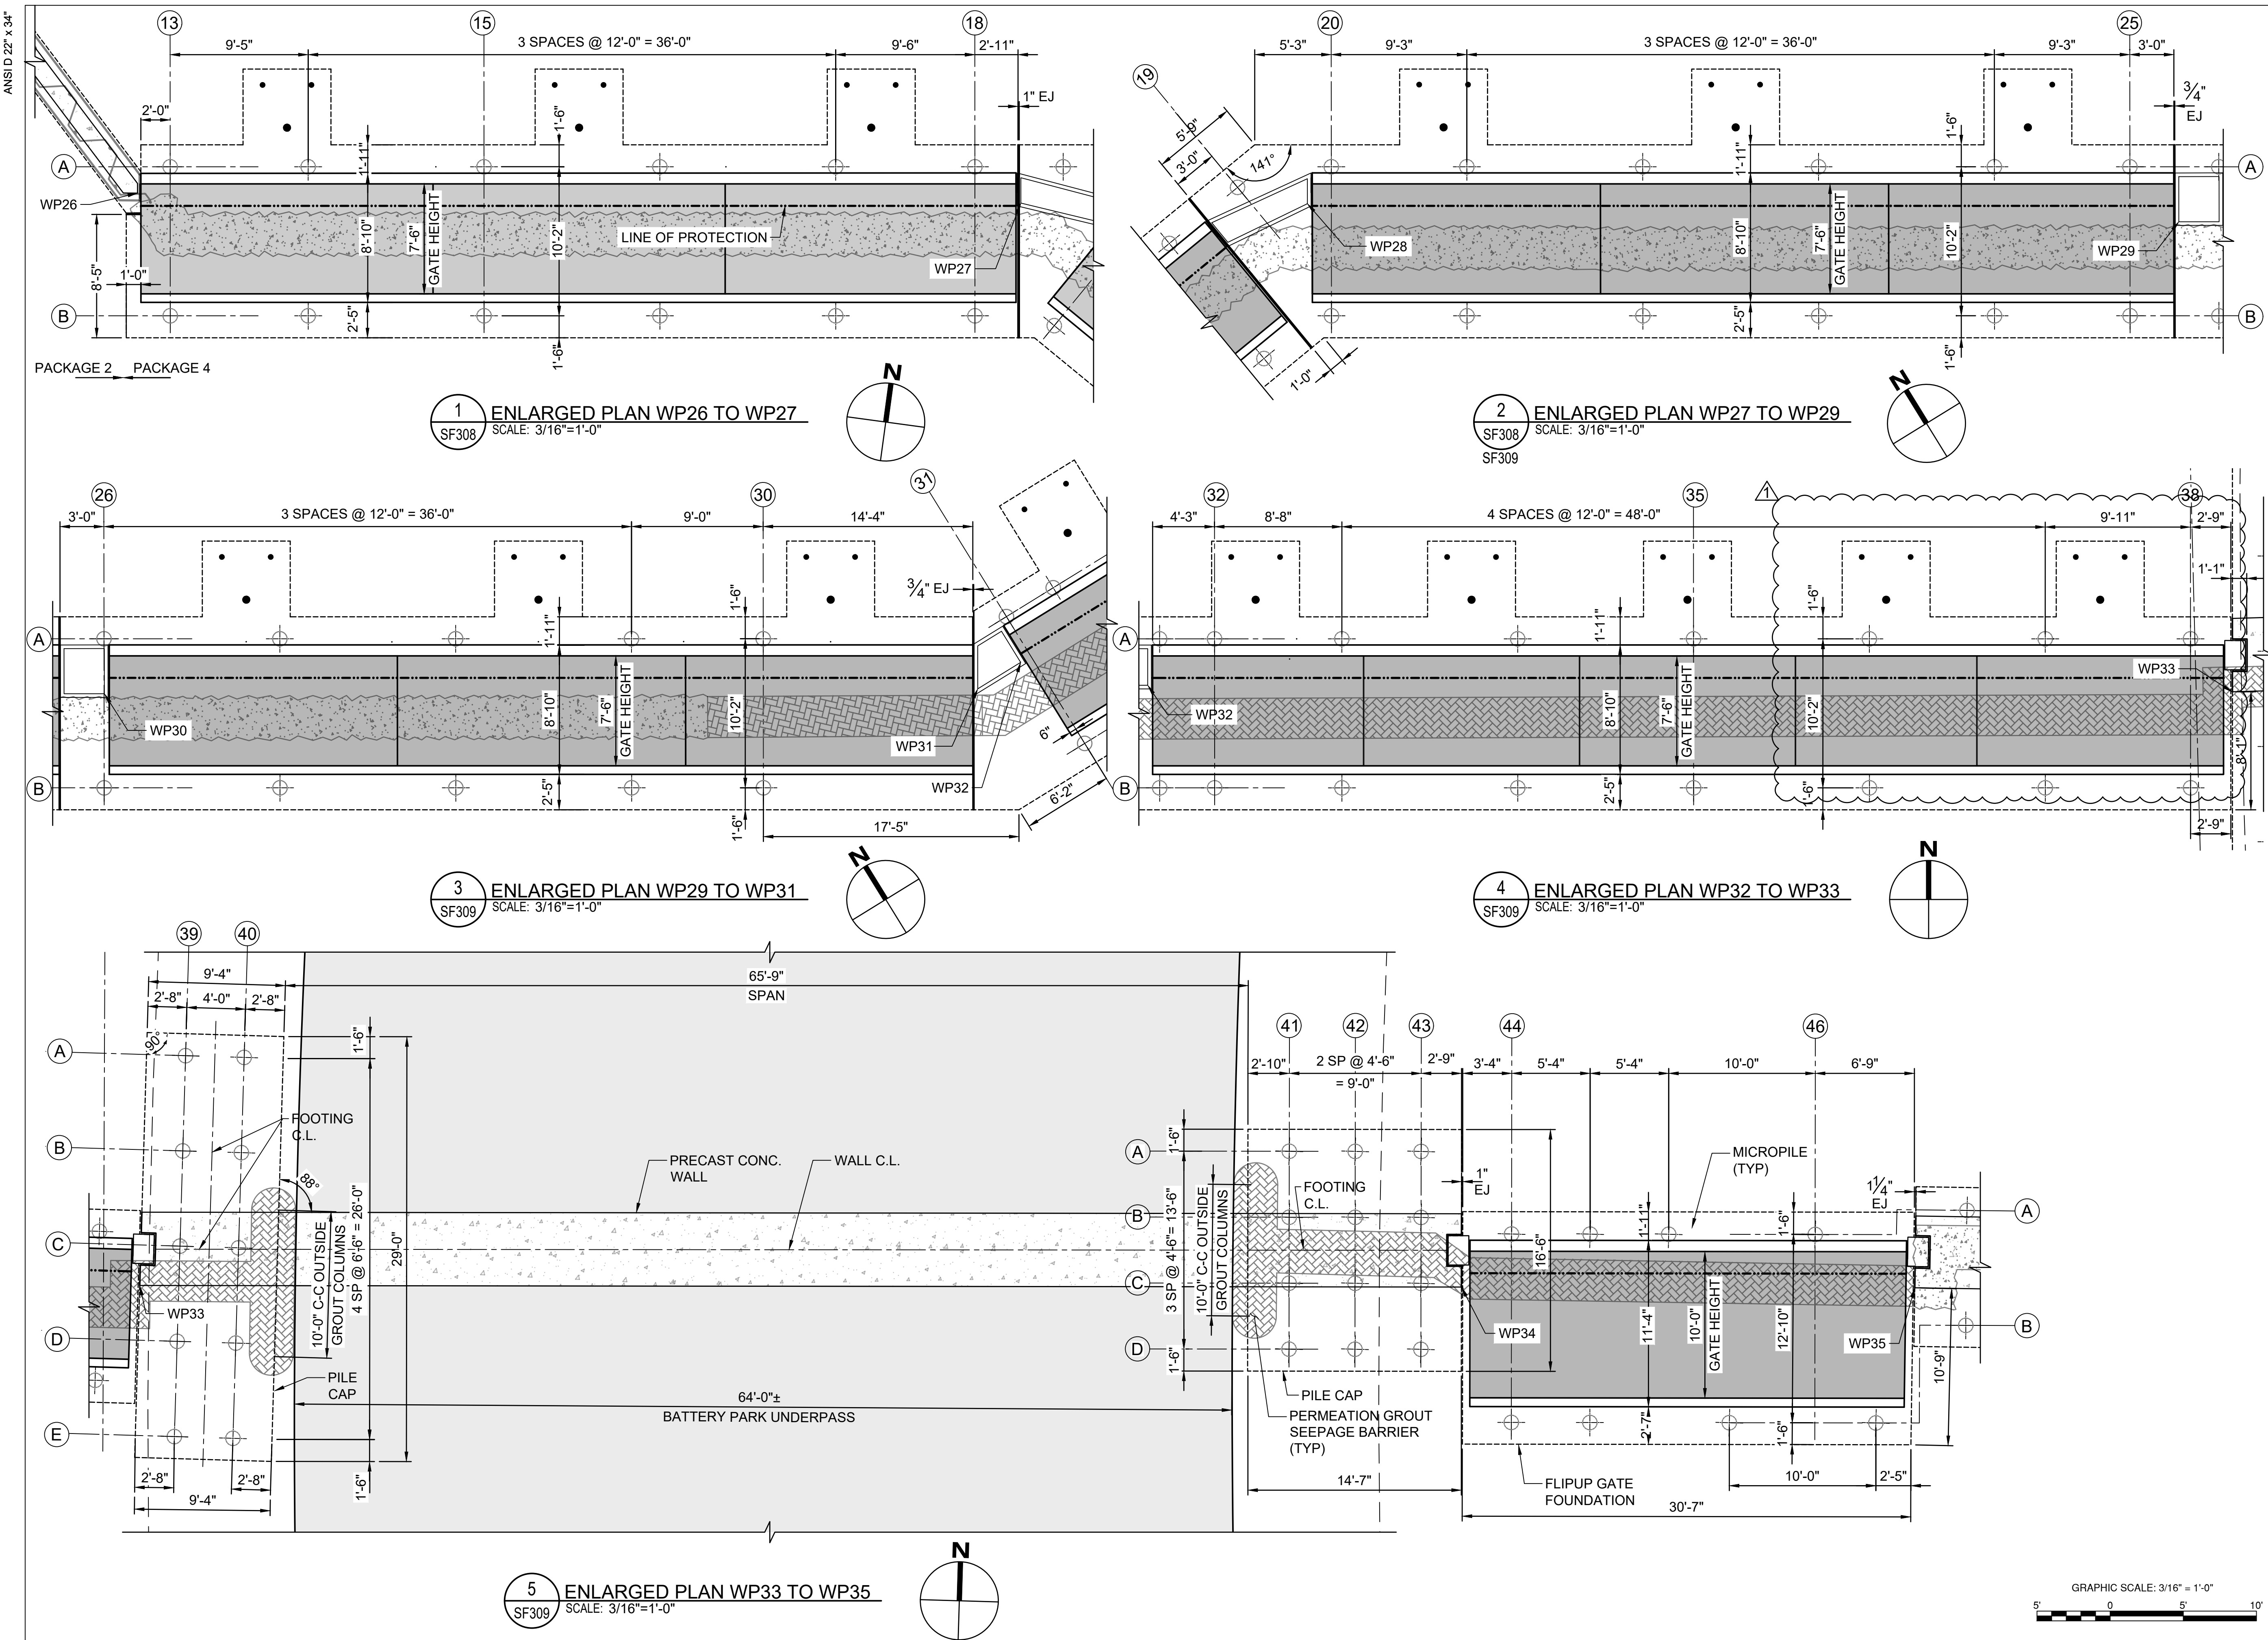 ANSI D 22" x 34"
13
15
18
9'-5"
3 SPACES @ 12'-0" = 36'-0"
9'-6"
2'-11"
2'-0"
1'-6"
1" EJ
A
1'-11"
WP26
LINE OF PROTECTION
8'-10"
7'-6"
GATE HEIGHT
10'-2"
WP27
8'-5"
1'-0"
B
2'-5"
1'-6"
PACKAGE 2
PACKAGE 4
N
1
SF308
ENLARGED PLAN WP26 TO WP27
SCALE: 3/16"=1'-0"
19
20
25
5'-3"
9'-3"
3 SPACES @ 12'-0" = 36'-0"
9'-3"
3'-0"
3/4"
EJ
5'-9"
3'-0"
141°
1'-11"
1'-6"
A
WP28
8'-10"
7'-6"
GATE HEIGHT
10'-2"
WP29
B
2'-5"
1'-6"
1'-0"
N
2
SF308
SF309
ENLARGED PLAN WP27 TO WP29
SCALE: 3/16"=1'-0"
26
30
31
3'-0"
3 SPACES @ 12'-0" = 36'-0"
9'-0"
14'-4"
3/4" EJ
1'-6"
A
1'-11"
WP30
8'-10"
7'-6"
GATE HEIGHT
10'-2"
WP31
WP32
6"
6'-2"
B
2'-5"
1'-6"
17'-5"
N
3
SF309
ENLARGED PLAN WP29 TO WP31
SCALE: 3/16"=1'-0"
32
35
1
38
4'-3"
8'-8"
4 SPACES @ 12'-0" = 48'-0"
9'-11"
2'-9"
1'-1"
1'-6"
A
1'-11"
WP33
WP32
8'-10"
7'-6"
GATE HEIGHT
10'-2"
8'-1"
B
2'-5"
1'-6"
2'-9"
N
4
SF309
ENLARGED PLAN WP32 TO WP33
SCALE: 3/16"=1'-0"
39
40
9'-4"
2'-8"
4'-0"
2'-8"
65'-9"
SPAN
A
90°
1'-6"
B
FOOTING
C.L.
88°
PRECAST CONC.
WALL
WALL C.L.
C
10'-0" C-C OUTSIDE
GROUT COLUMNS
4 SP @ 6'-6" = 26'-0"
29'-0"
WP33
D
PILE
CAP
E
1'-6"
2'-8"
2'-8"
9'-4"
64'-0"±
BATTERY PARK UNDERPASS
41
42
43
44
46
2'-10"
2 SP @ 4'-6"
= 9'-0"
2'-9"
3'-4"
5'-4"
5'-4"
10'-0"
6'-9"
1'-6"
A
B
C
D
3 SP @ 4'-6"= 13'-6"
10'-0" C-C OUTSIDE
GROUT COLUMNS
1'-6"
FOOTING
C.L.
16'-6"
1"
EJ
MICROPILE
(TYP)
1 1/4"
EJ
1'-11"
1'-6"
A
B
WP34
11'-4"
10'-0"
GATE HEIGHT
12'-10"
WP35
10'-9"
2'-7"
1'-6"
PILE CAP
PERMEATION GROUT
SEEPAGE BARRIER
(TYP)
14'-7"
FLIPUP GATE
FOUNDATION
10'-0"
2'-5"
30'-7"
N
5
SF309
ENLARGED PLAN WP33 TO WP35
SCALE: 3/16"=1'-0"
GRAPHIC SCALE: 3/16" = 1'-0"
5'
0
5'
10'